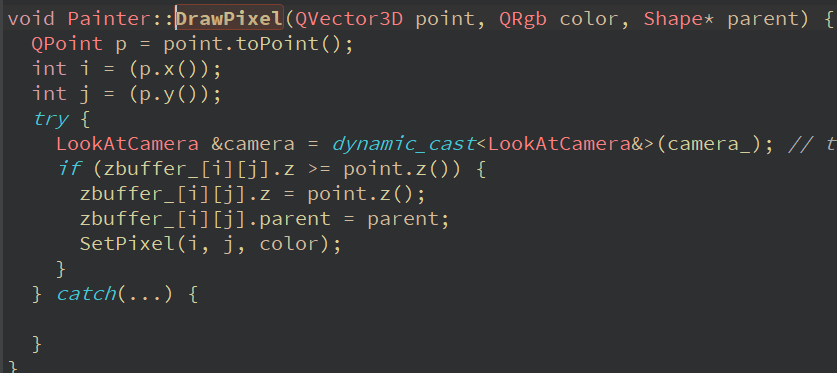 void Painter::DrawPixel(QVector3D point, QRgb color, Shape* parent) {
  QPoint p = point.toPoint();
  int i = (p.x());
  int j = (p.y());
  try {
    LookAtCamera &camera = dynamic_cast<LookAtCamera&>(camera_); // t
    if (zbuffer_[i][j].z >= point.z()) {
      zbuffer_[i][j].z = point.z();
      zbuffer_[i][j].parent = parent;
      SetPixel(i, j, color);
    }
  } catch(...) {
  }
}